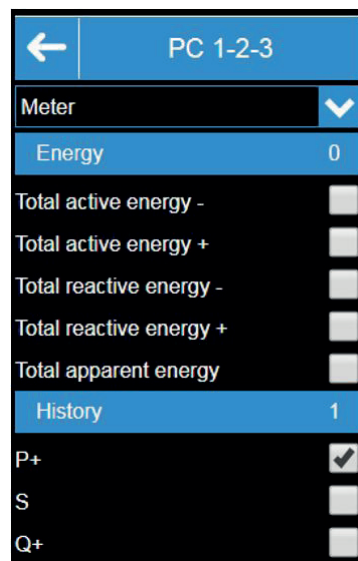 PC 1-2-3
Meter
Energy 0
Total active energy -
Total active energy +
Total reactive energy -
Total reactive energy +
Total apparent energy
History 1
P+
S
Q+